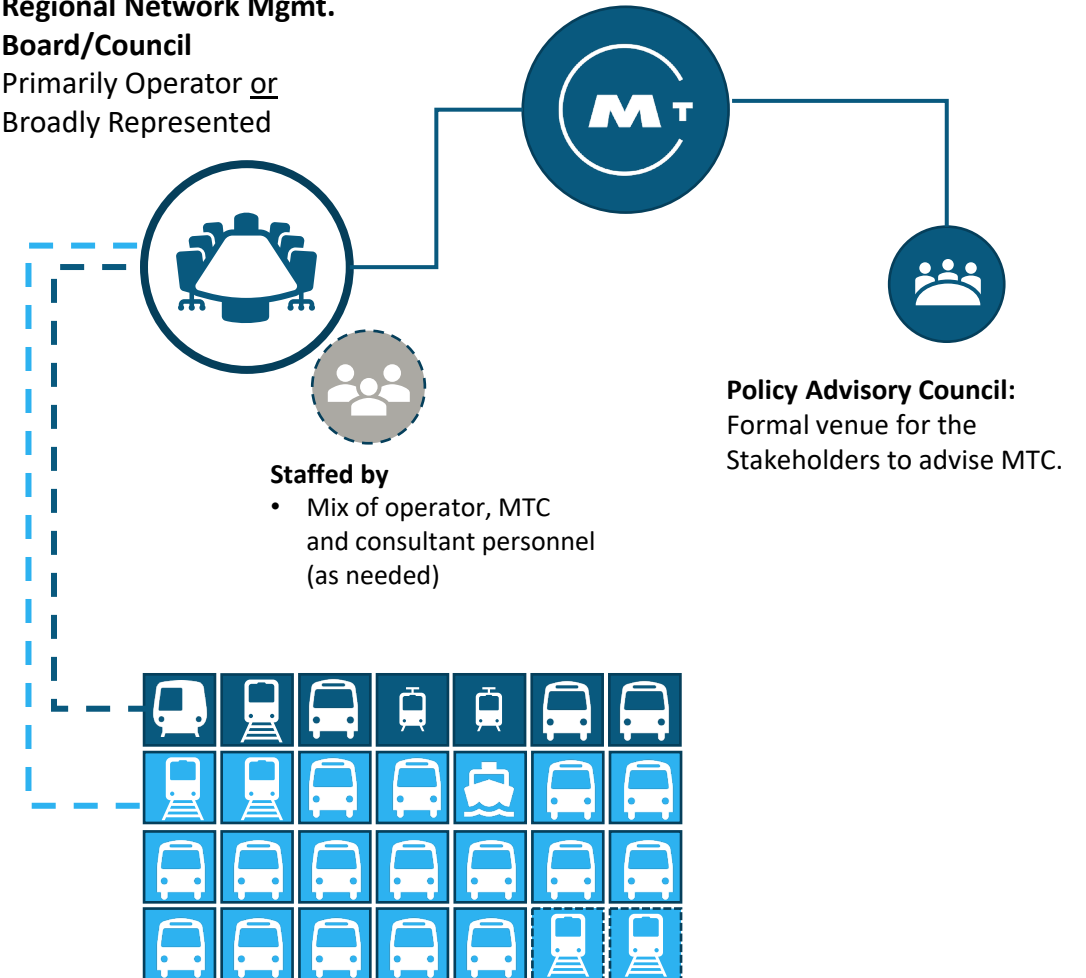 Regional Network Mgmt.
Board/Council
Primarily Operator or
Broadly Represented
M T
Policy Advisory Council:
Formal venue for the
Stakeholders to advise MTC.
Staffed by
• Mix of operator, MTC
and consultant personnel
(as needed)